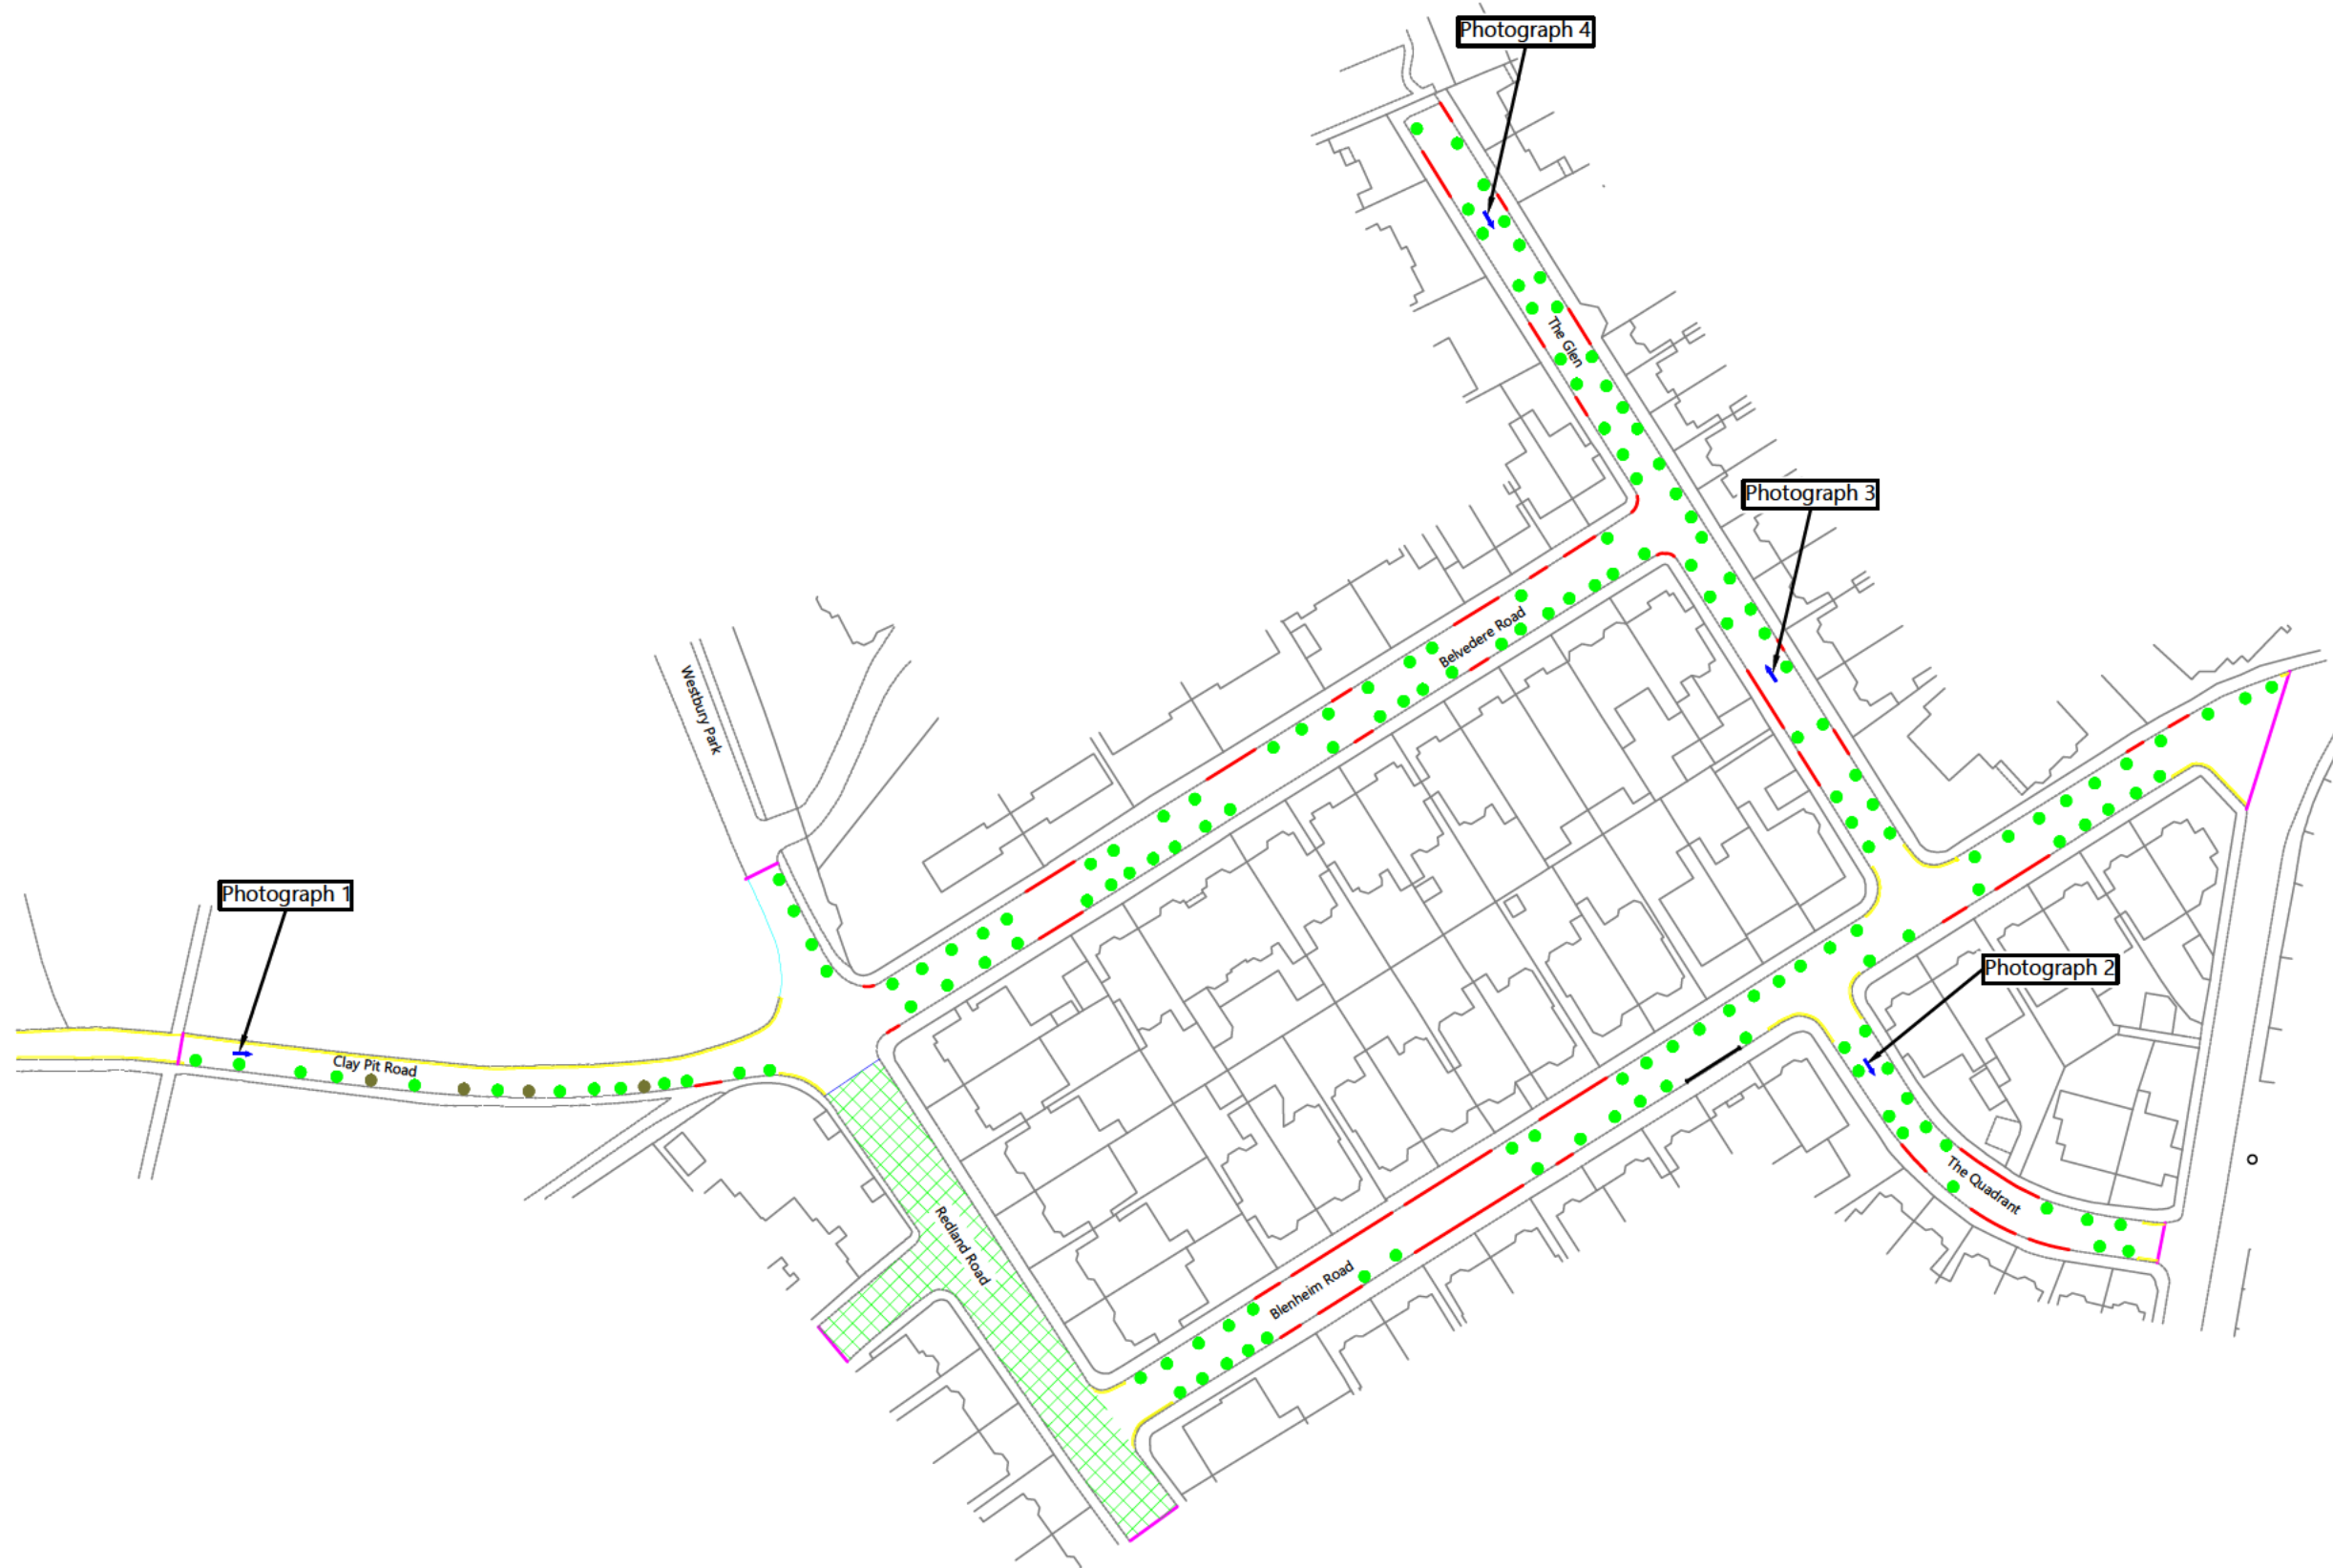 Photograph 4
The Glen
Photograph 3
Belvedere Road
Westbury Park
Photograph 1
Photograph 2
Clay Pit Road
The Quadrant
Redland Road
Blenheim Road